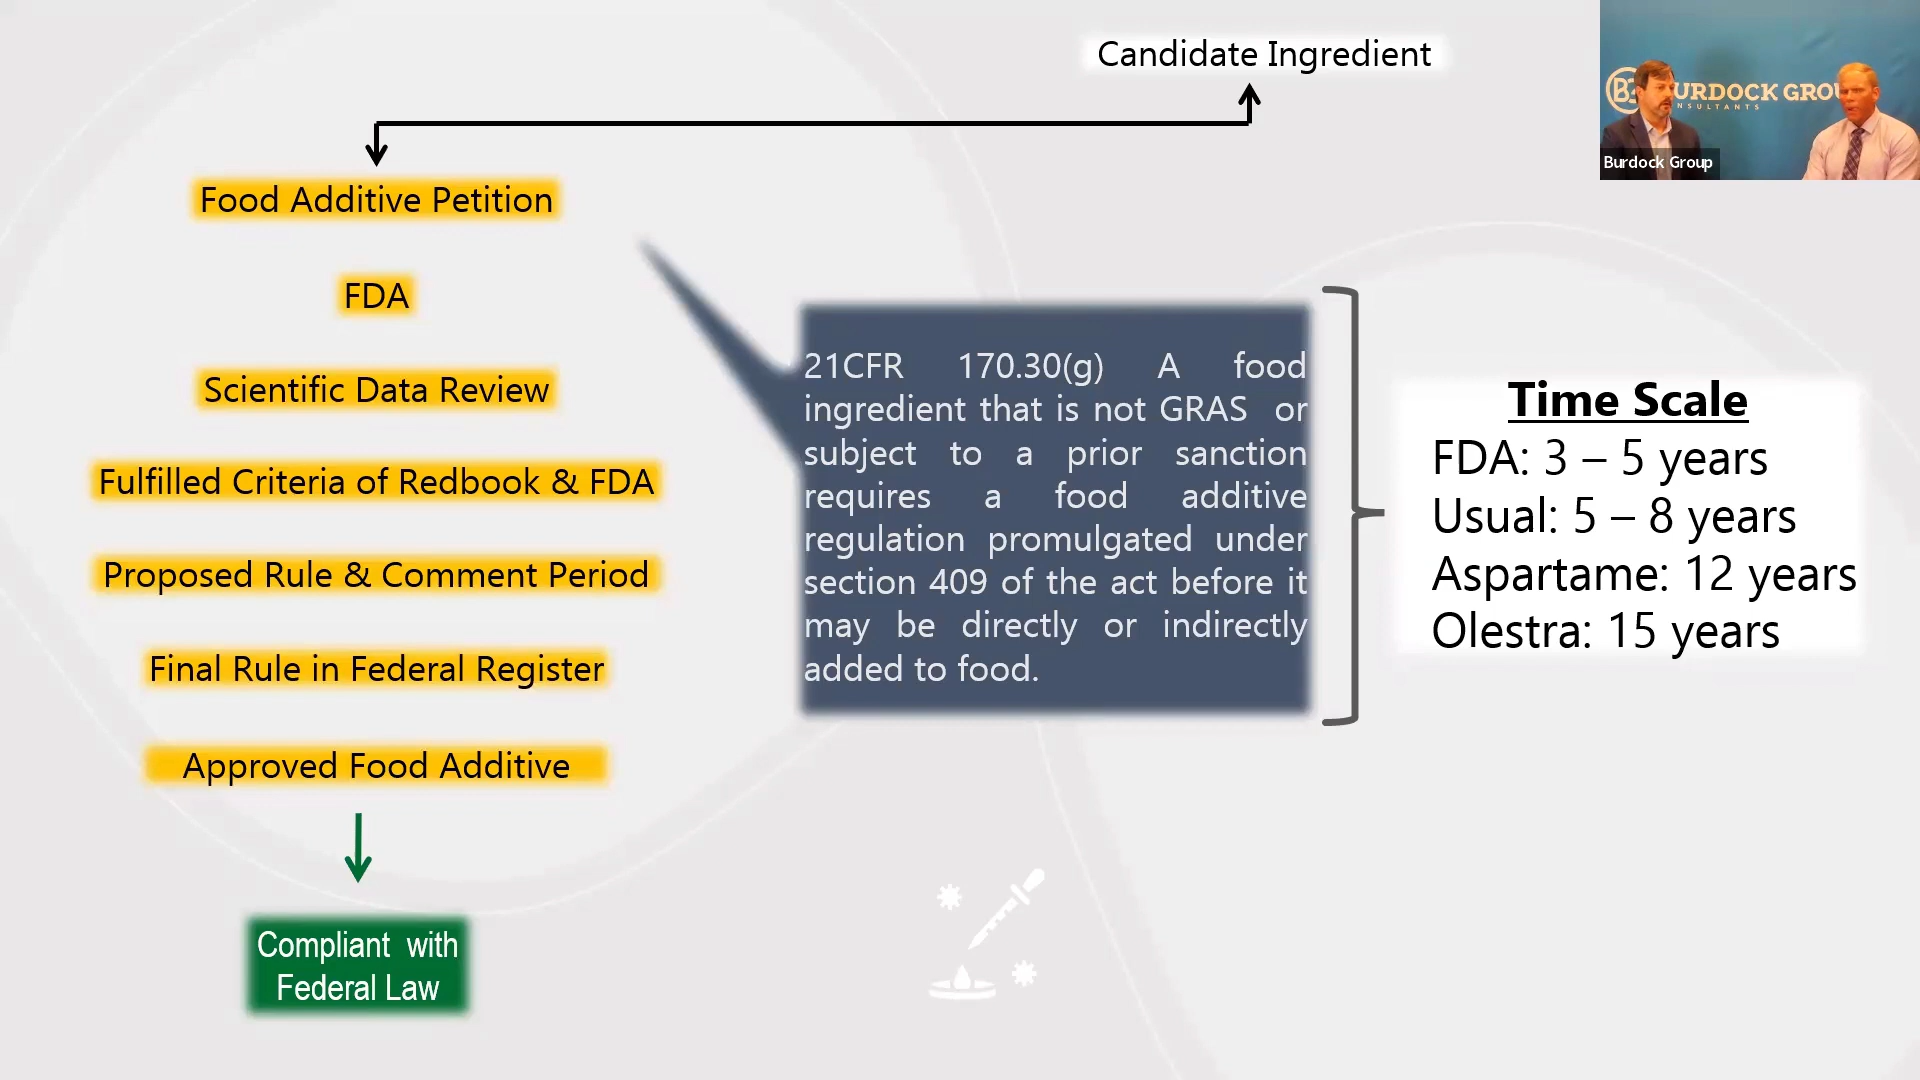 Candidate Ingredient
Food Additive Petition
FDA
Scientific Data Review
Fulfilled Criteria of Redbook & FDA
Proposed Rule & Comment Period
Final Rule in Federal Register
Approved Food Additive
Compliant with
Federal Law
21CFR 170.30(g) A food
ingredient that is not GRAS or
subject to a prior sanction
requires a food additive
regulation promulgated under
section 409 of the act before it
may be directly or indirectly
added to food.
Time Scale
FDA: 3 – 5 years
Usual: 5 – 8 years
Aspartame: 12 years
Olestra: 15 years
URDOCK GROU
NSULTANTS
Burdock Group